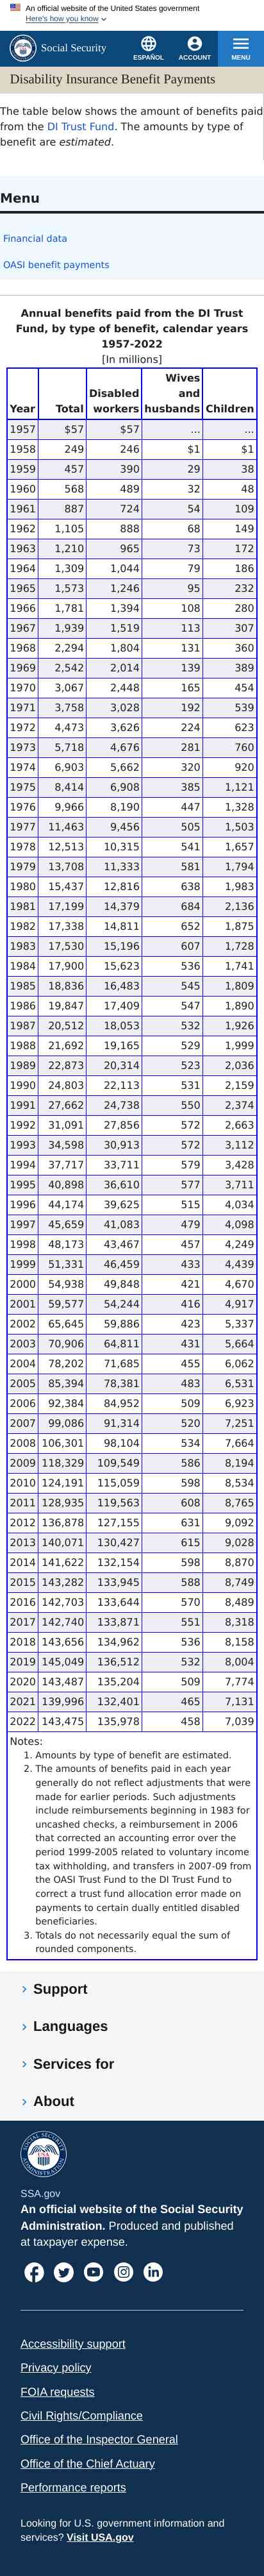 An official website of the United States government
Here's how you know
Social Security
ESPAÑOL
ACCOUNT
MENU
Disability Insurance Benefit Payments
The table below shows the amount of benefits paid
from the DI Trust Fund. The amounts by type of
benefit are estimated.
Menu
Financial data
OASI benefit payments
Annual benefits paid from the DI Trust
Fund, by type of benefit, calendar years
1957-2022
[In millions]
Year Total Disabled workers Wives and husbands Children
1957 $57 $57 ... ...
1958 249 246 $1 $1
1959 457 390 29 38
1960 568 489 32 48
1961 887 724 54 109
1962 1,105 888 68 149
1963 1,210 965 73 172
1964 1,309 1,044 79 186
1965 1,573 1,246 95 232
1966 1,781 1,394 108 280
1967 1,939 1,519 113 307
1968 2,294 1,804 131 360
1969 2,542 2,014 139 389
1970 3,067 2,448 165 454
1971 3,758 3,028 192 539
1972 4,473 3,626 224 623
1973 5,718 4,676 281 760
1974 6,903 5,662 320 920
1975 8,414 6,908 385 1,121
1976 9,966 8,190 447 1,328
1977 11,463 9,456 505 1,503
1978 12,513 10,315 541 1,657
1979 13,708 11,333 581 1,794
1980 15,437 12,816 638 1,983
1981 17,199 14,379 684 2,136
1982 17,338 14,811 652 1,875
1983 17,530 15,196 607 1,728
1984 17,900 15,623 536 1,741
1985 18,836 16,483 545 1,809
1986 19,847 17,409 547 1,890
1987 20,512 18,053 532 1,926
1988 21,692 19,165 529 1,999
1989 22,873 20,314 523 2,036
1990 24,803 22,113 531 2,159
1991 27,662 24,738 550 2,374
1992 31,091 27,856 572 2,663
1993 34,598 30,913 572 3,112
1994 37,717 33,711 579 3,428
1995 40,898 36,610 577 3,711
1996 44,174 39,625 515 4,034
1997 45,659 41,083 479 4,098
1998 48,173 43,467 457 4,249
1999 51,331 46,459 433 4,439
2000 54,938 49,848 421 4,670
2001 59,577 54,244 416 4,917
2002 65,645 59,886 423 5,337
2003 70,906 64,811 431 5,664
2004 78,202 71,685 455 6,062
2005 85,394 78,381 483 6,531
2006 92,384 84,952 509 6,923
2007 99,086 91,314 520 7,251
2008 106,301 98,104 534 7,664
2009 118,329 109,549 586 8,194
2010 124,191 115,059 598 8,534
2011 128,935 119,563 608 8,765
2012 136,878 127,155 631 9,092
2013 140,071 130,427 615 9,028
2014 141,622 132,154 598 8,870
2015 143,282 133,945 588 8,749
2016 142,703 133,644 570 8,489
2017 142,740 133,871 551 8,318
2018 143,656 134,962 536 8,158
2019 145,049 136,512 532 8,004
2020 143,487 135,204 509 7,774
2021 139,996 132,401 465 7,131
2022 143,475 135,978 458 7,039
Notes:
1. Amounts by type of benefit are estimated.
2. The amounts of benefits paid in each year
generally do not reflect adjustments that were
made for earlier periods. Such adjustments
include reimbursements beginning in 1983 for
uncashed checks, a reimbursement in 2006
that corrected an accounting error over the
period 1999-2005 related to voluntary income
tax withholding, and transfers in 2007-09 from
the OASI Trust Fund to the DI Trust Fund to
correct a trust fund allocation error made on
payments to certain dually entitled disabled
beneficiaries.
3. Totals do not necessarily equal the sum of
rounded components.
Support
Languages
Services for
About
SSA.gov
An official website of the Social Security
Administration. Produced and published
at taxpayer expense.
Accessibility support
Privacy policy
FOIA requests
Civil Rights/Compliance
Office of the Inspector General
Office of the Chief Actuary
Performance reports
Looking for U.S. government information and
services? Visit USA.gov